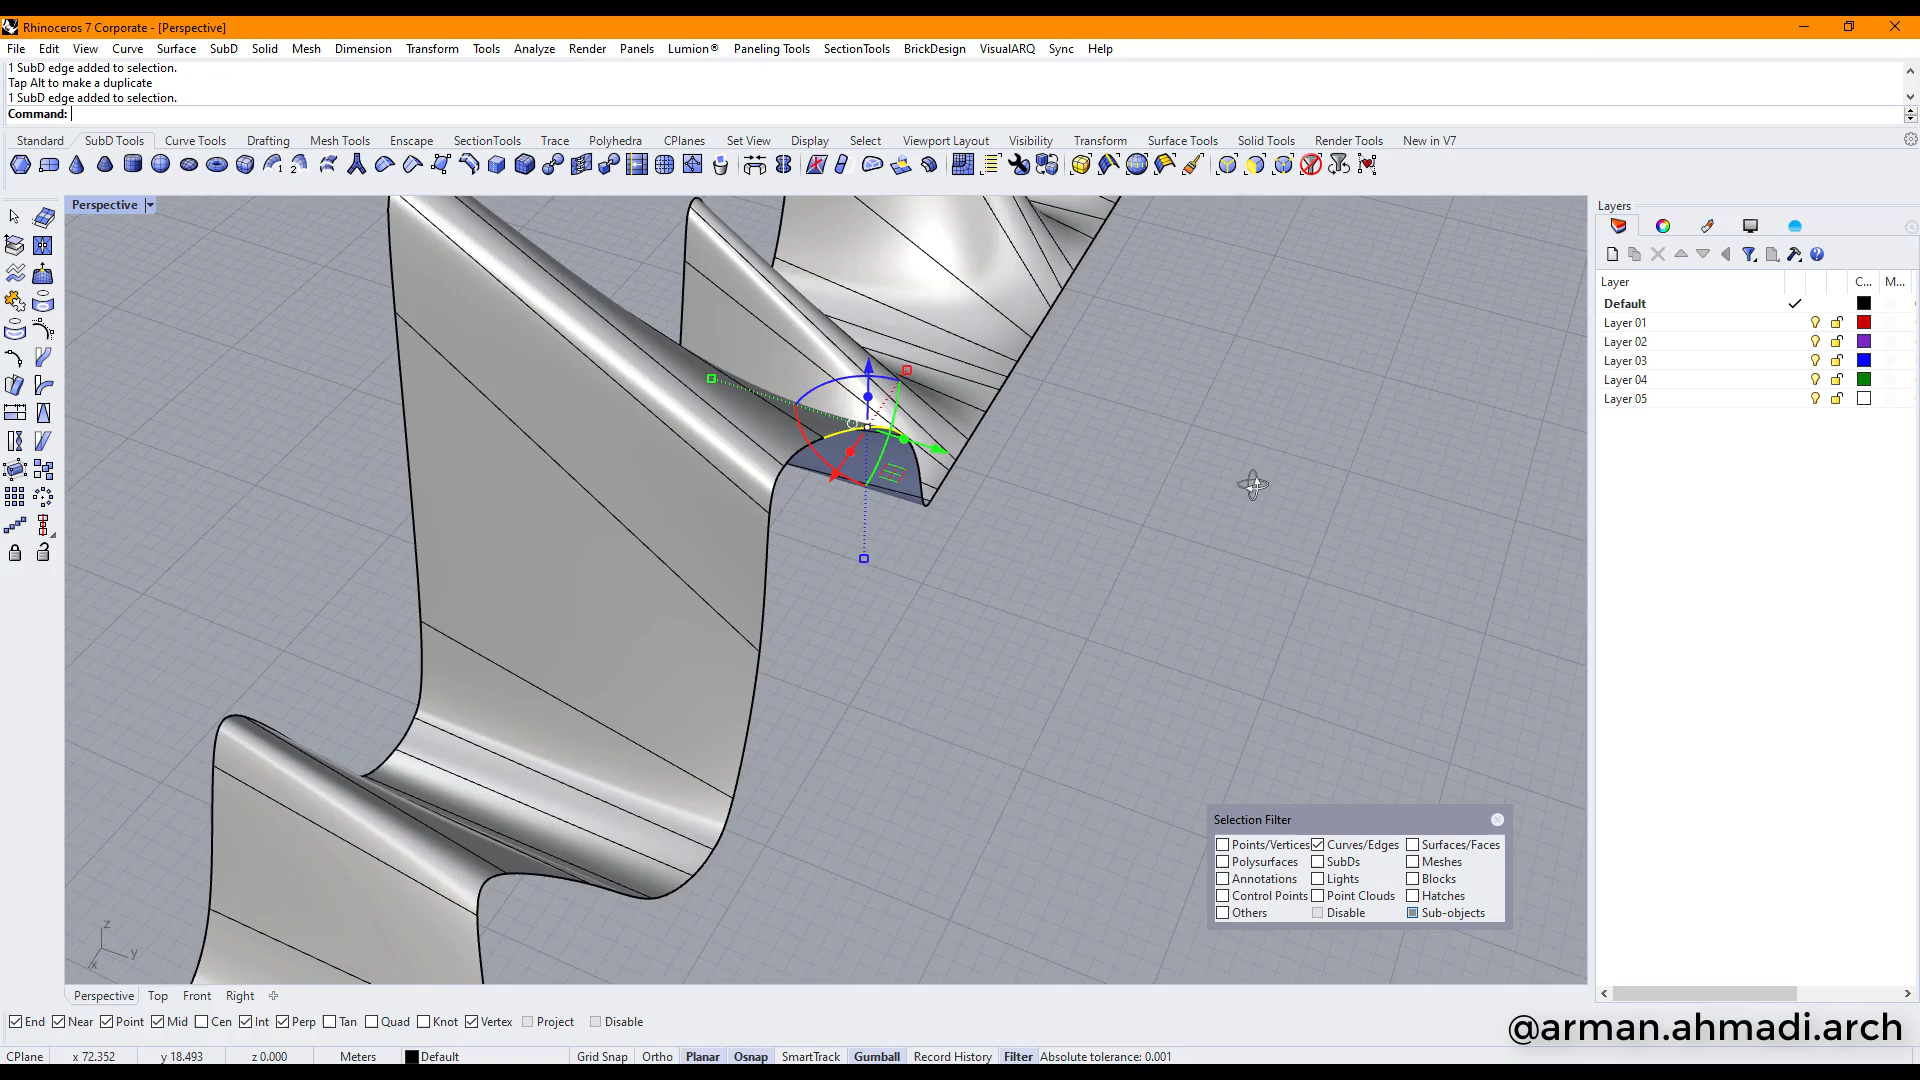 Rhinoceros 7 Corporate - [Perspective]
File Edit View Curve Surface SubD Solid Mesh Dimension Transform Tools Analyze Render Panels Lumion® Paneling Tools SectionTools BrickDesign VisualARQ Sync Help
1 SubD edge added to selection.
Tap Alt to make a duplicate
1 SubD edge added to selection.
Command:
Standard SubD Tools Curve Tools Drafting Mesh Tools Enscape SectionTools Trace Polyhedra CPlanes Set View Display Select Viewport Layout Visibility Transform Surface Tools Solid Tools Render Tools New in V7
Perspective
Layers
Layer C... M...
Default
Layer 01
Layer 02
Layer 03
Layer 04
Layer 05
Selection Filter
Points/Vertices Curves/Edges Surfaces/Faces
Polysurfaces SubDs Meshes
Annotations Lights Blocks
Control Points Point Clouds Hatches
Others Disable Sub-objects
z
y
x
Perspective Top Front Right
End Near Point Mid Cen Int Perp Tan Quad Knot Vertex Project Disable
@arman.ahmadi.arch
CPlane x 72.352 y 18.493 z 0.000 Meters Default Grid Snap Ortho Planar Osnap SmartTrack Gumball Record History Filter Absolute tolerance: 0.001